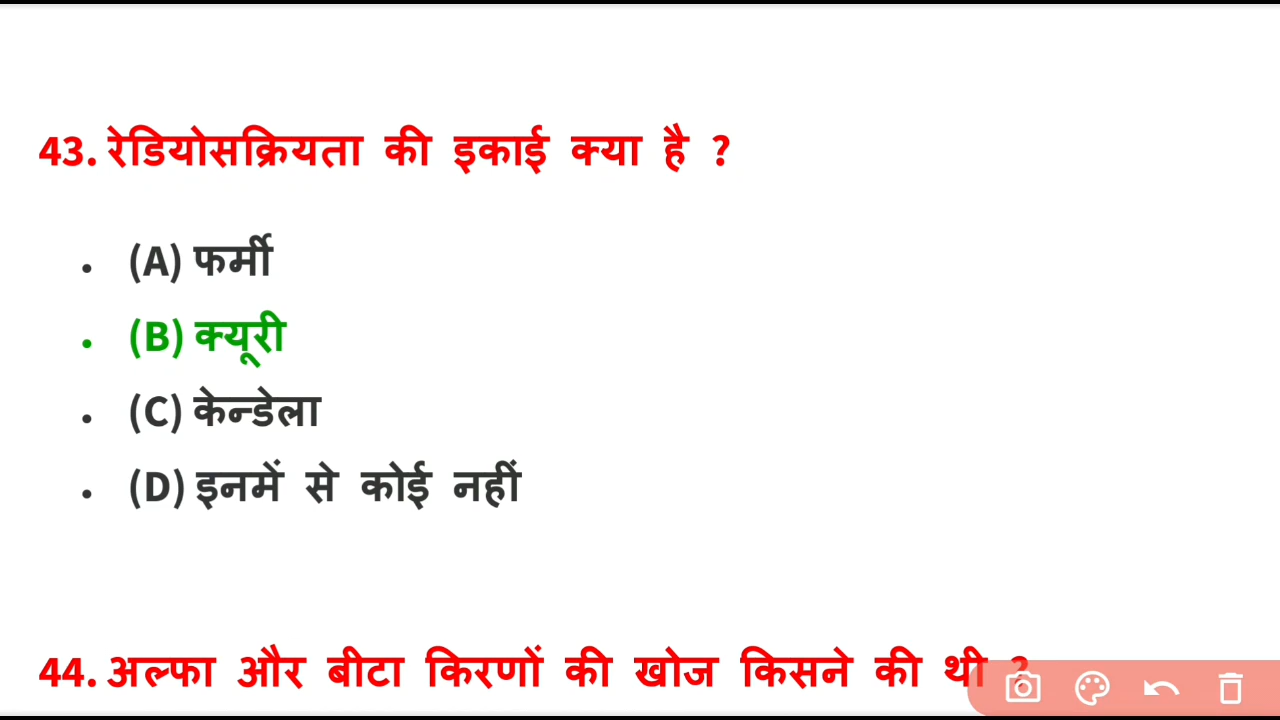 43. रेडियोसक्रियता की इकाई क्या है ?
(A) फर्मी
(B) क्यूरी
(C) केन्डेला
(D) इनमें से कोई नहीं
44. अल्फा और बीटा किरणों की खोज किसने की थी ?